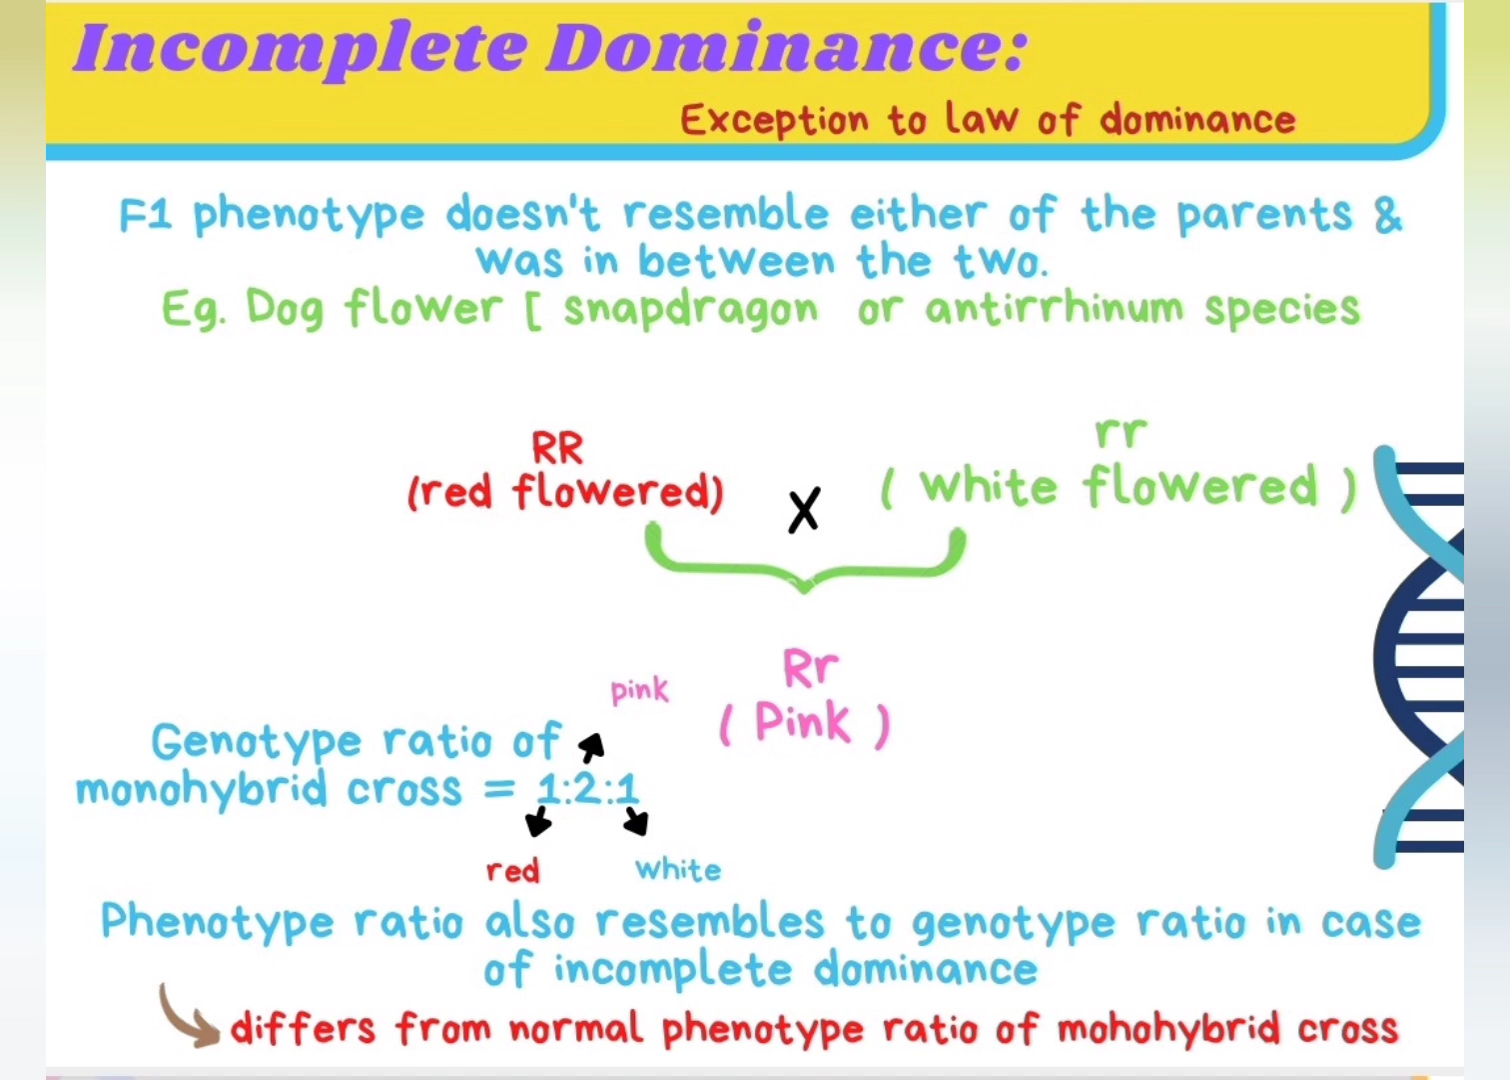 Incomplete Dominance:
Exception to law of dominance
F1 phenotype doesn't resemble either of the parents &
was in between the two.
Eg. Dog flower [ snapdragon or antirrhinum species
RR
(red flowered)
X
rr
( white flowered )
Rr
( Pink )
pink
Genotype ratio of
monohybrid cross = 1:2:1
red
white
Phenotype ratio also resembles to genotype ratio in case
of incomplete dominance
differs from normal phenotype ratio of mohohybrid cross